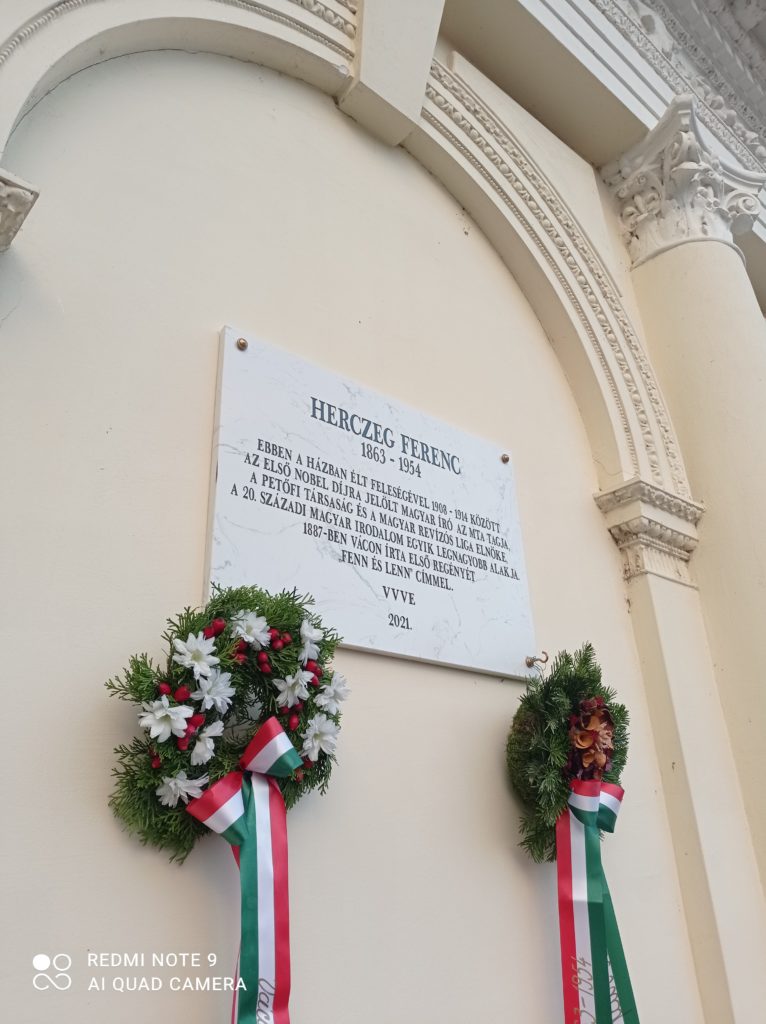 HERCZEG FERENC
1863 - 1954
EBBEN A HÁZBAN ÉLT FELESÉGÉVEL 1908 - 1914 KÖZÖTT
AZ ELSŐ NOBEL DÍJRA JELÖLT MAGYAR ÍRÓ AZ MTA TAGJA,
A PETŐFI TÁRSASÁG ÉS A MAGYAR REVÍZÓS LIGA ELNÖKE,
A 20. SZÁZADI MAGYAR IRODALOM EGYIK LEGNAGYOBB ALAKJA.
1887-BEN VÁCON ÍRTA ELSŐ REGÉNYÉT
„FENN ÉS LENN” CÍMMEL.
VVVE
2021.
REDMI NOTE 9
AI QUAD CAMERA